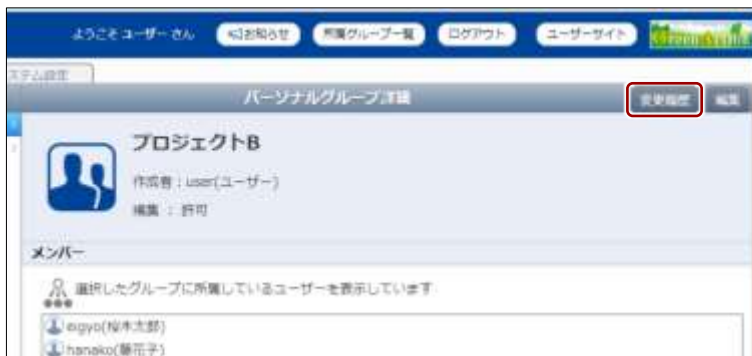 ようこそ ユーザー さん
お知らせ
所属グループ一覧
ログアウト
ユーザーサイト
ステム設定
パーソナルグループ詳細
変更履歴
編集
プロジェクトB
作成者：user(ユーザー)
編集 ： 許可
メンバー
選択したグループに所属しているユーザーを表示しています
eigyo(桜木太郎)
hanako(藤花子)